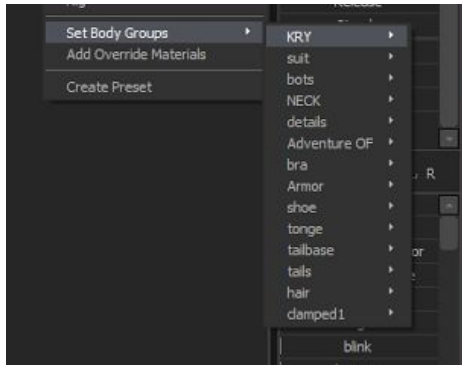 Set Body Groups
Add Override Materials
Create Preset
KRY
suit
bots
NECK
details
Adventure OF
bra
Armor
shoe
tonge
tailbase
tails
hair
clamped1
R
or
blink